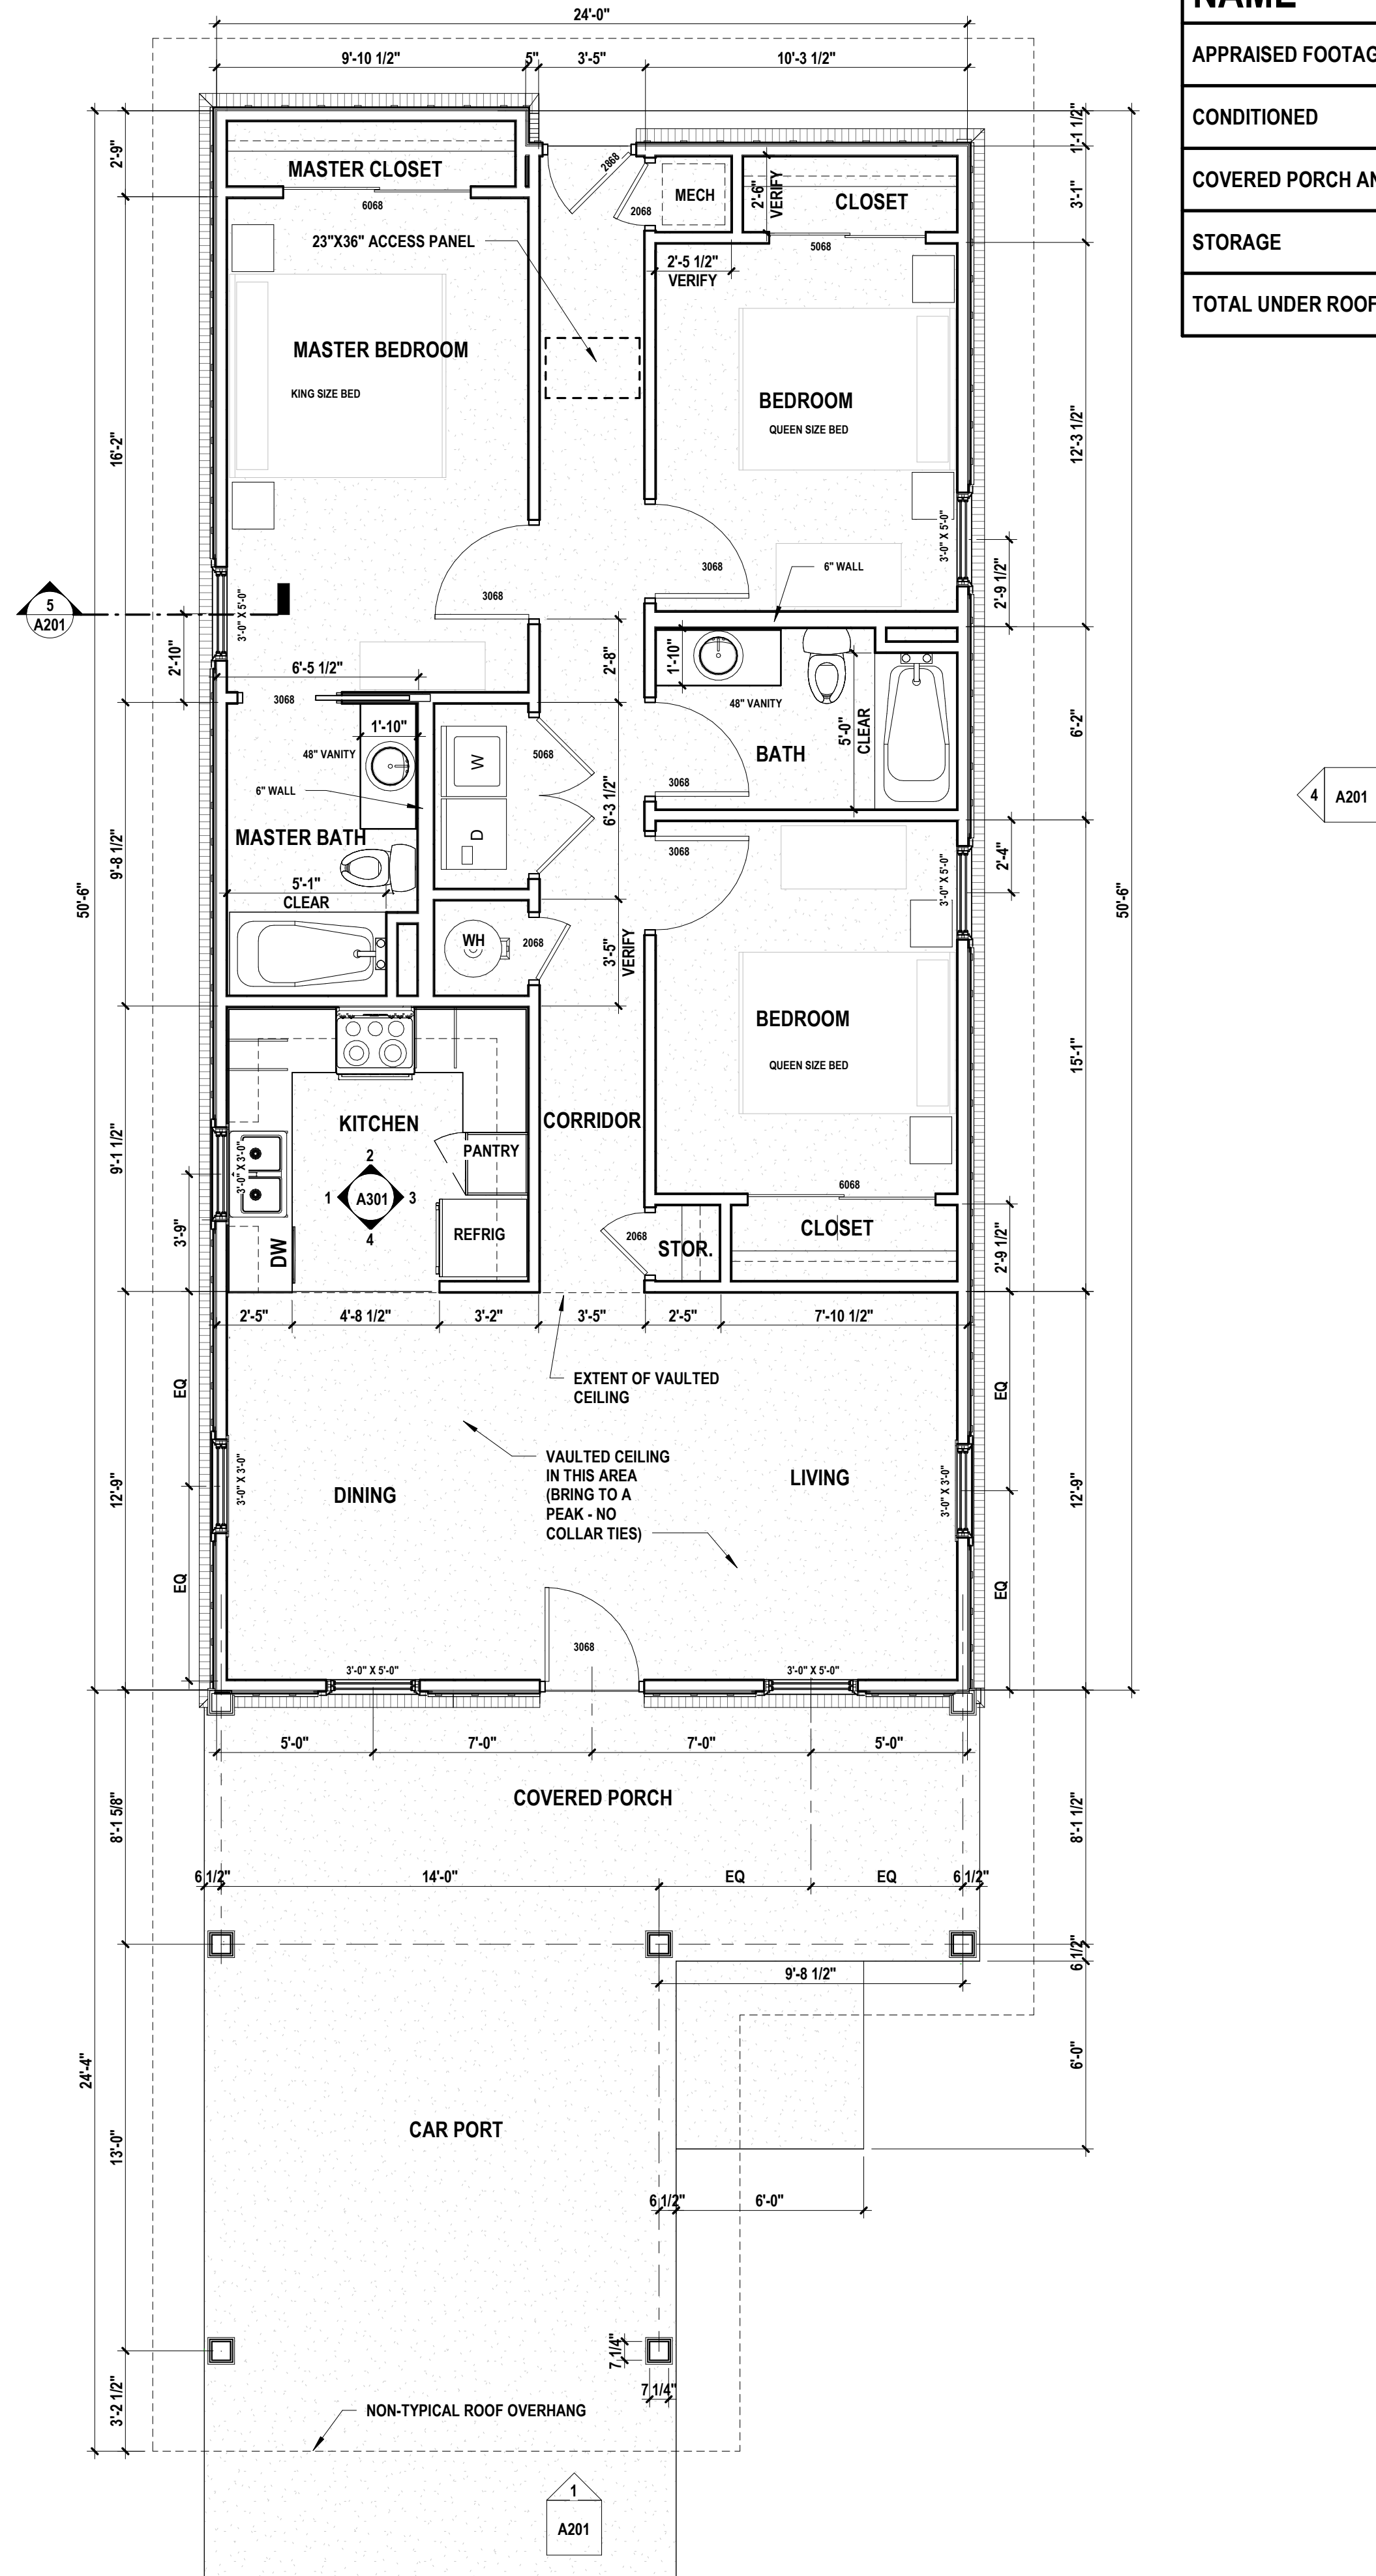 NAME
APPRAISED FOOTAG
CONDITIONED
COVERED PORCH AN
STORAGE
TOTAL UNDER ROOF
24'-0"
9'-10 1/2"
5"
3'-5"
10'-3 1/2"
2'-9"
1'-1 1/2"
3'-1"
MASTER CLOSET
6068
2868
2068
MECH
2'-6"
VERIFY
CLOSET
5068
2'-5 1/2"
VERIFY
23"X36" ACCESS PANEL
MASTER BEDROOM
KING SIZE BED
BEDROOM
QUEEN SIZE BED
16'-2"
12'-3 1/2"
3'-0" X 5'-0"
3'-0" X 5'-0"
3068
3068
6" WALL
2'-9 1/2"
5
A201
2'-10"
6'-5 1/2"
3068
2'-8"
1'-10"
48" VANITY
5'-0"
CLEAR
BATH
3068
6'-2"
1'-10"
48" VANITY
6" WALL
W
D
5068
6'-3 1/2"
MASTER BATH
5'-1"
CLEAR
9'-8 1/2"
50'-6"
50'-6"
4
A201
3068
3'-0" X 5'-0"
2'-4"
WH
2068
3'-5"
VERIFY
BEDROOM
QUEEN SIZE BED
15'-1"
KITCHEN
CORRIDOR
PANTRY
REFRIG
DW
3'-0" X 3'-0"
1
2
3
4
A301
9'-1 1/2"
3'-9"
6068
2068
STOR.
CLOSET
2'-9 1/2"
2'-5"
4'-8 1/2"
3'-2"
3'-5"
2'-5"
7'-10 1/2"
EXTENT OF VAULTED
CEILING
VAULTED CEILING
IN THIS AREA
(BRING TO A
PEAK - NO
COLLAR TIES)
DINING
LIVING
EQ
EQ
EQ
EQ
12'-9"
12'-9"
3'-0" X 3'-0"
3'-0" X 3'-0"
3068
3'-0" X 5'-0"
3'-0" X 5'-0"
5'-0"
7'-0"
7'-0"
5'-0"
COVERED PORCH
8'-1 5/8"
8'-1 1/2"
6 1/2"
14'-0"
EQ
EQ
6 1/2"
6 1/2"
9'-8 1/2"
6'-0"
24'-4"
13'-0"
CAR PORT
6 1/2"
6'-0"
7 1/4"
7 1/4"
3'-2 1/2"
NON-TYPICAL ROOF OVERHANG
1
A201